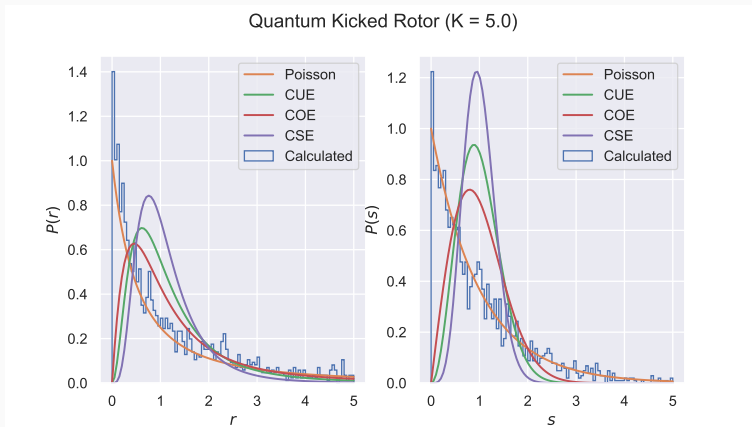 Quantum Kicked Rotor (K = 5.0)
1.4
1.2
1.0
0.8
0.6
0.4
0.2
0.0
P(r)
0 1 2 3 4 5
r
Poisson
CUE
COE
CSE
Calculated
1.2
1.0
0.8
0.6
0.4
0.2
0.0
P(s)
0 1 2 3 4 5
s
Poisson
CUE
COE
CSE
Calculated